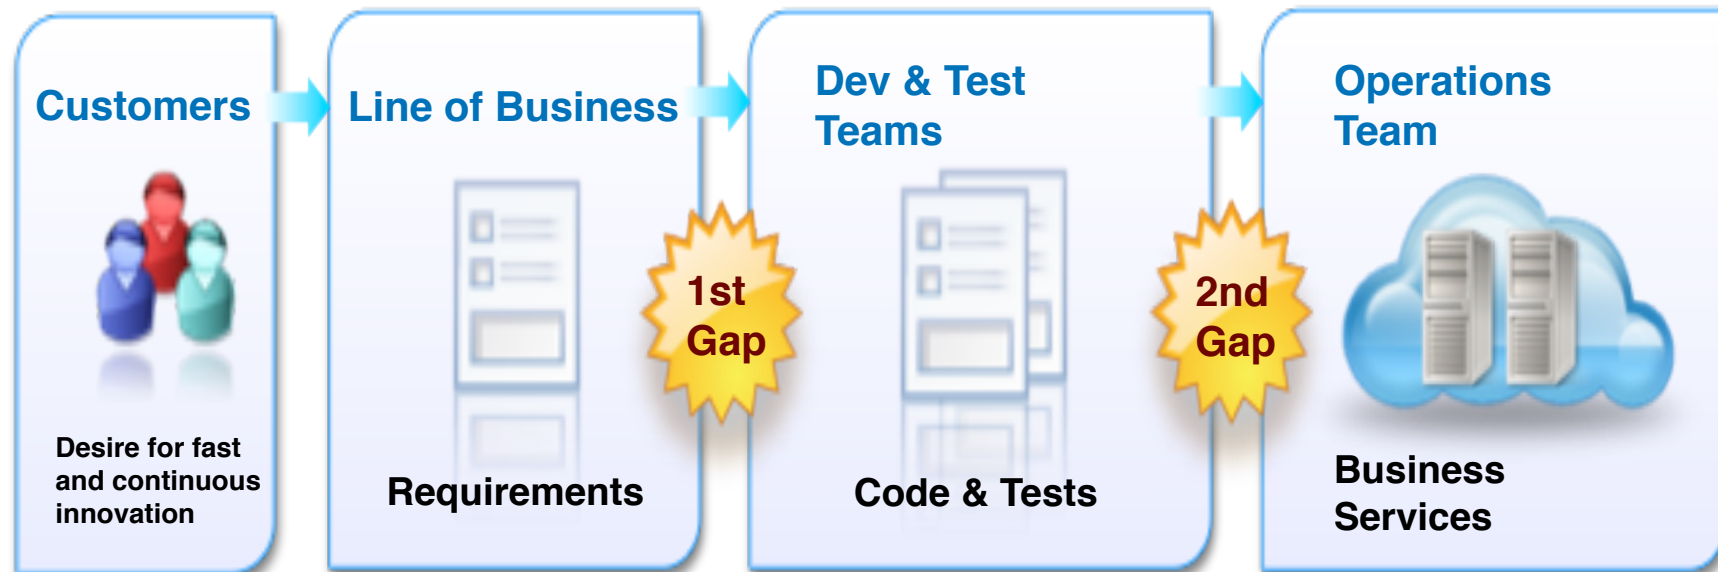 Customers
Line of Business
Dev & Test
Teams
Operations
Team
1st
Gap
2nd
Gap
Desire for fast
and continuous
innovation
Requirements
Code & Tests
Business
Services